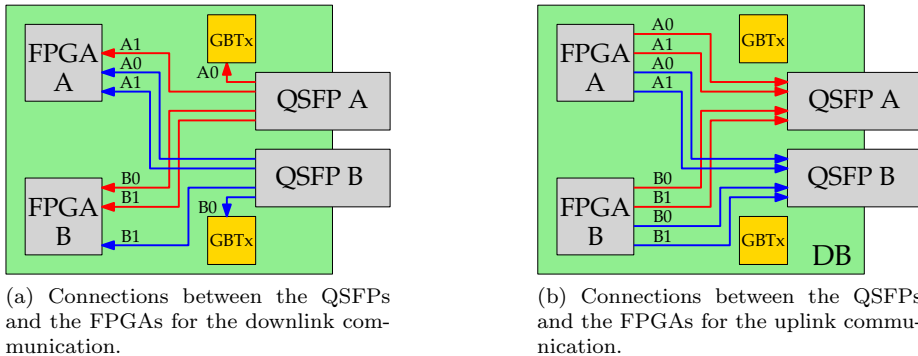 FPGA
A
A1
A0
A1
GBTx
A0
QSFP A
QSFP B
FPGA
B
B0
B1
B1
B0
GBTx
(a) Connections between the QSFPs
and the FPGAs for the downlink com-
munication.
FPGA
A
A0
A1
A0
A1
GBTx
QSFP A
QSFP B
FPGA
B
B0
B1
B0
B1
GBTx
DB
(b) Connections between the QSFPs
and the FPGAs for the uplink commu-
nication.